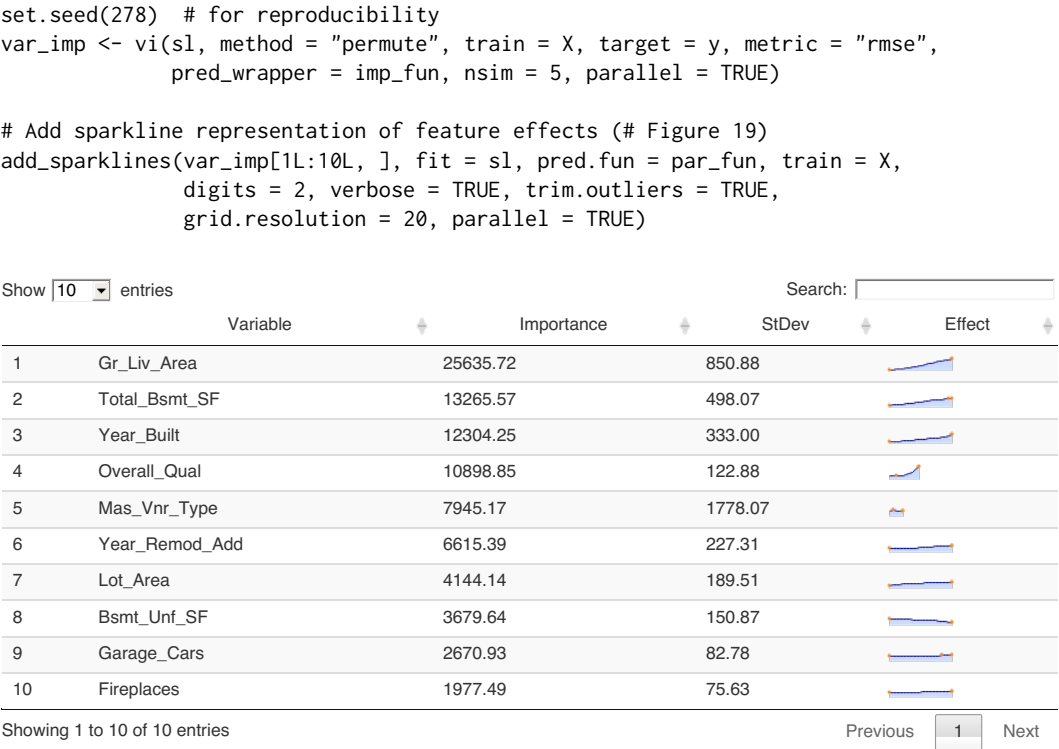 set.seed(278)  # for reproducibility
var_imp <- vi(sl, method = "permute", train = X, target = y, metric = "rmse",
              pred_wrapper = imp_fun, nsim = 5, parallel = TRUE)
# Add sparkline representation of feature effects (# Figure 19)
add_sparklines(var_imp[1L:10L, ], fit = sl, pred.fun = par_fun, train = X,
               digits = 2, verbose = TRUE, trim.outliers = TRUE,
               grid.resolution = 20, parallel = TRUE)
Show 10 entries Search:
Variable Importance StDev Effect
1 Gr_Liv_Area 25635.72 850.88
2 Total_Bsmt_SF 13265.57 498.07
3 Year_Built 12304.25 333.00
4 Overall_Qual 10898.85 122.88
5 Mas_Vnr_Type 7945.17 1778.07
6 Year_Remod_Add 6615.39 227.31
7 Lot_Area 4144.14 189.51
8 Bsmt_Unf_SF 3679.64 150.87
9 Garage_Cars 2670.93 82.78
10 Fireplaces 1977.49 75.63
Showing 1 to 10 of 10 entries Previous 1 Next